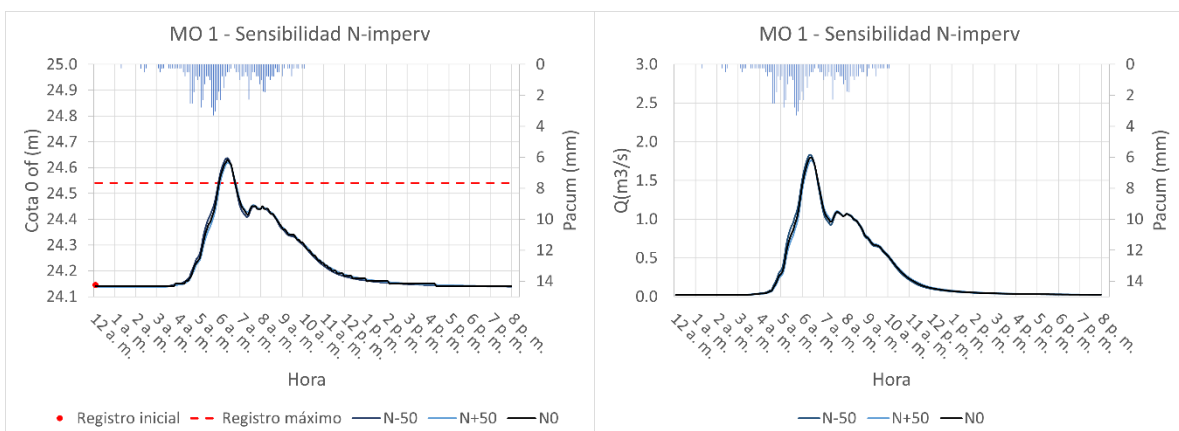 MO 1 - Sensibilidad N-imperv
25.0
24.9
24.8
24.7
24.6
24.5
24.4
24.3
24.2
24.1
Cota 0 of (m)
0
2
4
6
8
10
12
14
Pacum (mm)
12 a. m.
1 a. m.
2 a. m.
3 a. m.
4 a. m.
5 a. m.
6 a. m.
7 a. m.
8 a. m.
9 a. m.
10 a. m.
11 a. m.
12 p. m.
1 p. m.
2 p. m.
3 p. m.
4 p. m.
5 p. m.
6 p. m.
7 p. m.
8 p. m.
Hora
Registro inicial Registro máximo N-50 N+50 N0
MO 1 - Sensibilidad N-imperv
3.0
2.5
2.0
1.5
1.0
0.5
0.0
Q(m3/s)
0
2
4
6
8
10
12
14
Pacum (mm)
12 a. m.
1 a. m.
2 a. m.
3 a. m.
4 a. m.
5 a. m.
6 a. m.
7 a. m.
8 a. m.
9 a. m.
10 a. m.
11 a. m.
12 p. m.
1 p. m.
2 p. m.
3 p. m.
4 p. m.
5 p. m.
6 p. m.
7 p. m.
8 p. m.
Hora
N-50 N+50 N0